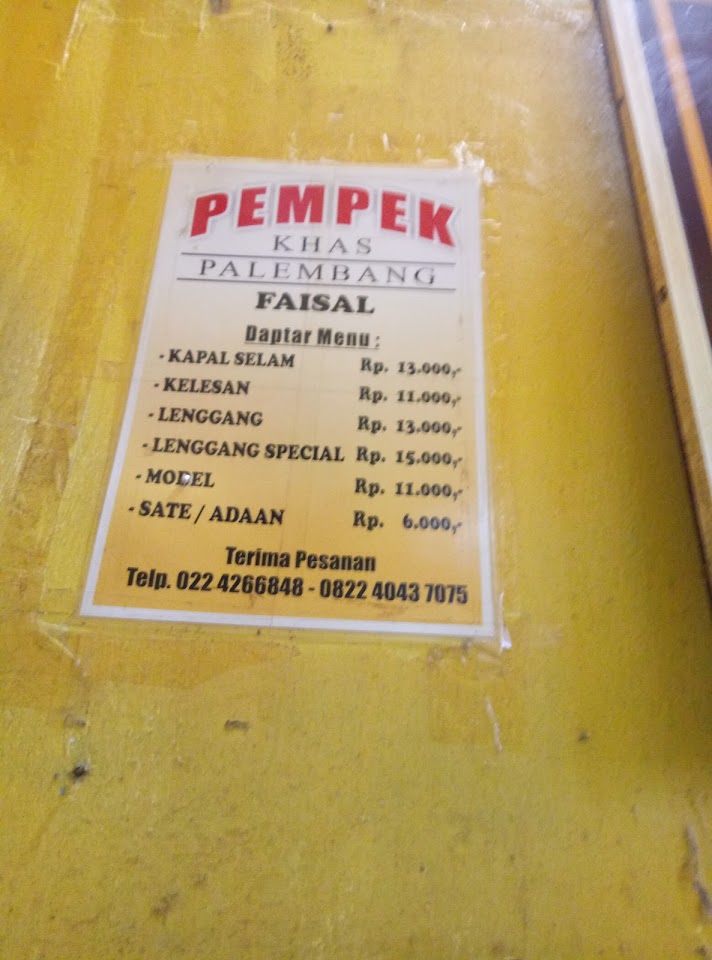 PEMPEK
KHAS
PALEMBANG
FAISAL
Daptar Menu :
- KAPAL SELAM Rp. 13.000,-
- KELESAN Rp. 11.000,-
- LENGGANG Rp. 13.000,-
- LENGGANG SPECIAL Rp. 15.000,-
- MODEL Rp. 11.000,-
- SATE / ADAAN Rp. 6.000,-
Terima Pesanan
Telp. 022 4266848 - 0822 4043 7075